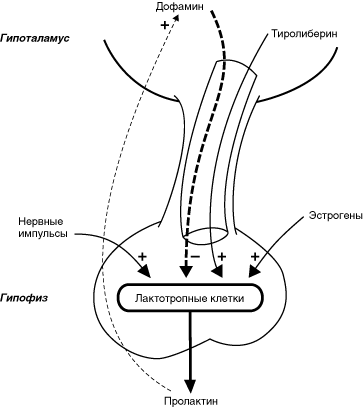 Дофамин
+
Гипоталамус
Тиролиберин
Нервные
импульсы
Эстрогены
+ – + +
Гипофиз
Лактотропные клетки
Пролактин